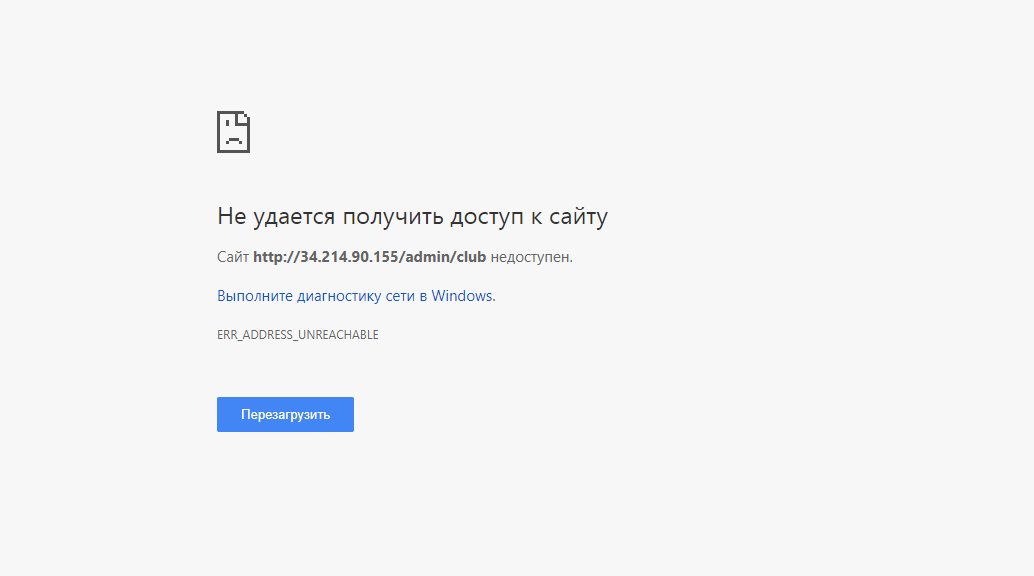 Не удается получить доступ к сайту
Сайт http://34.214.90.155/admin/club недоступен.
Выполните диагностику сети в Windows.
ERR_ADDRESS_UNREACHABLE
Перезагрузить